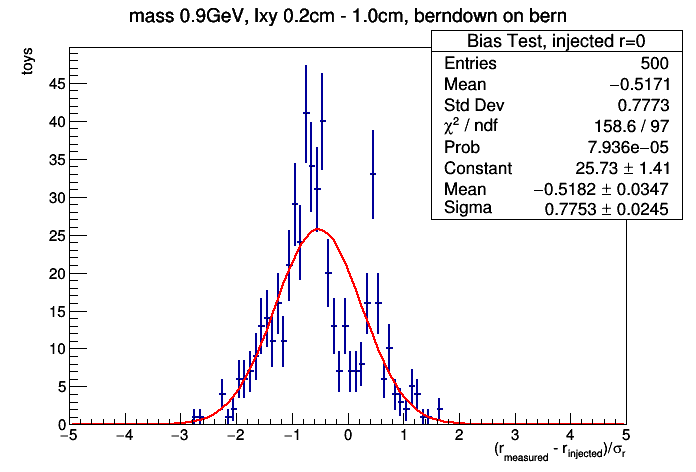 mass 0.9GeV, lxy 0.2cm - 1.0cm, berndown on bern
Bias Test, injected r=0
Entries 500
Mean −0.5171
Std Dev 0.7773
χ² / ndf 158.6 / 97
Prob 7.936e−05
Constant 25.73 ± 1.41
Mean −0.5182 ± 0.0347
Sigma 0.7753 ± 0.0245
toys
45
40
35
30
25
20
15
10
5
0
−5 −4 −3 −2 −1 0 1 2 3 4 5
(r_measured - r_injected)/σ_r